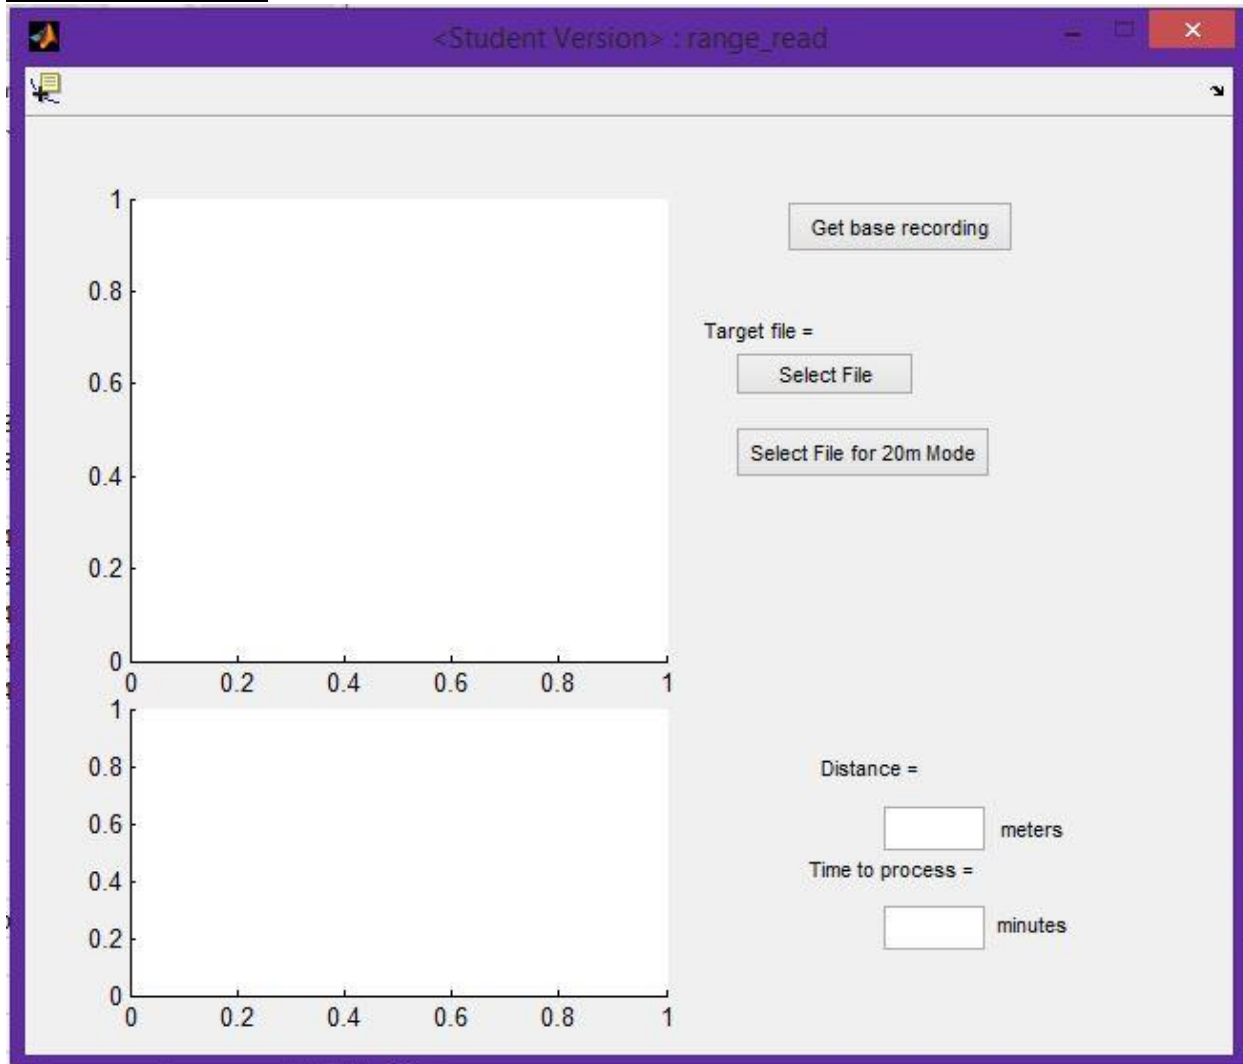 <Student Version> : range_read
1
0.8
0.6
0.4
0.2
0
0 0.2 0.4 0.6 0.8 1
Get base recording
Target file =
Select File
Select File for 20m Mode
1
0.8
0.6
0.4
0.2
0
0 0.2 0.4 0.6 0.8 1
Distance =
meters
Time to process =
minutes